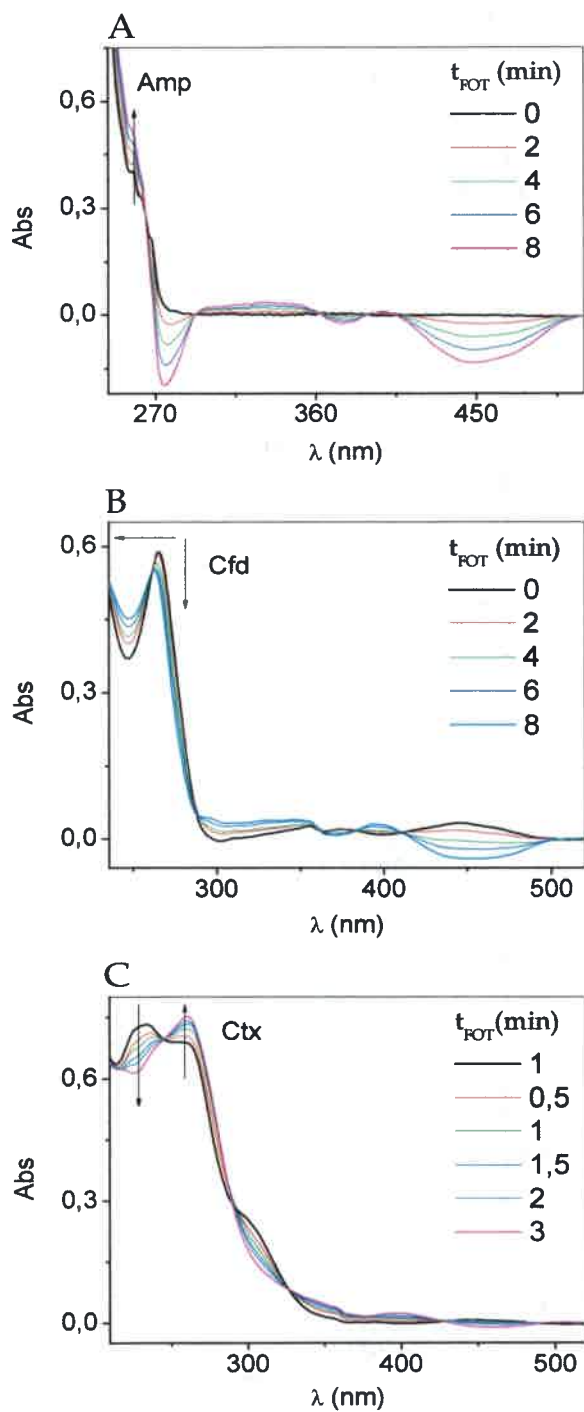 A
Amp
t_FOT (min)
0
2
4
6
8
Abs
0,6
0,3
0,0
270 360 450
λ (nm)
B
Cfd
t_FOT (min)
0
2
4
6
8
Abs
0,6
0,3
0,0
300 400 500
λ (nm)
C
Ctx
t_FOT(min)
1
0,5
1
1,5
2
3
Abs
0,6
0,3
0,0
300 400 500
λ (nm)